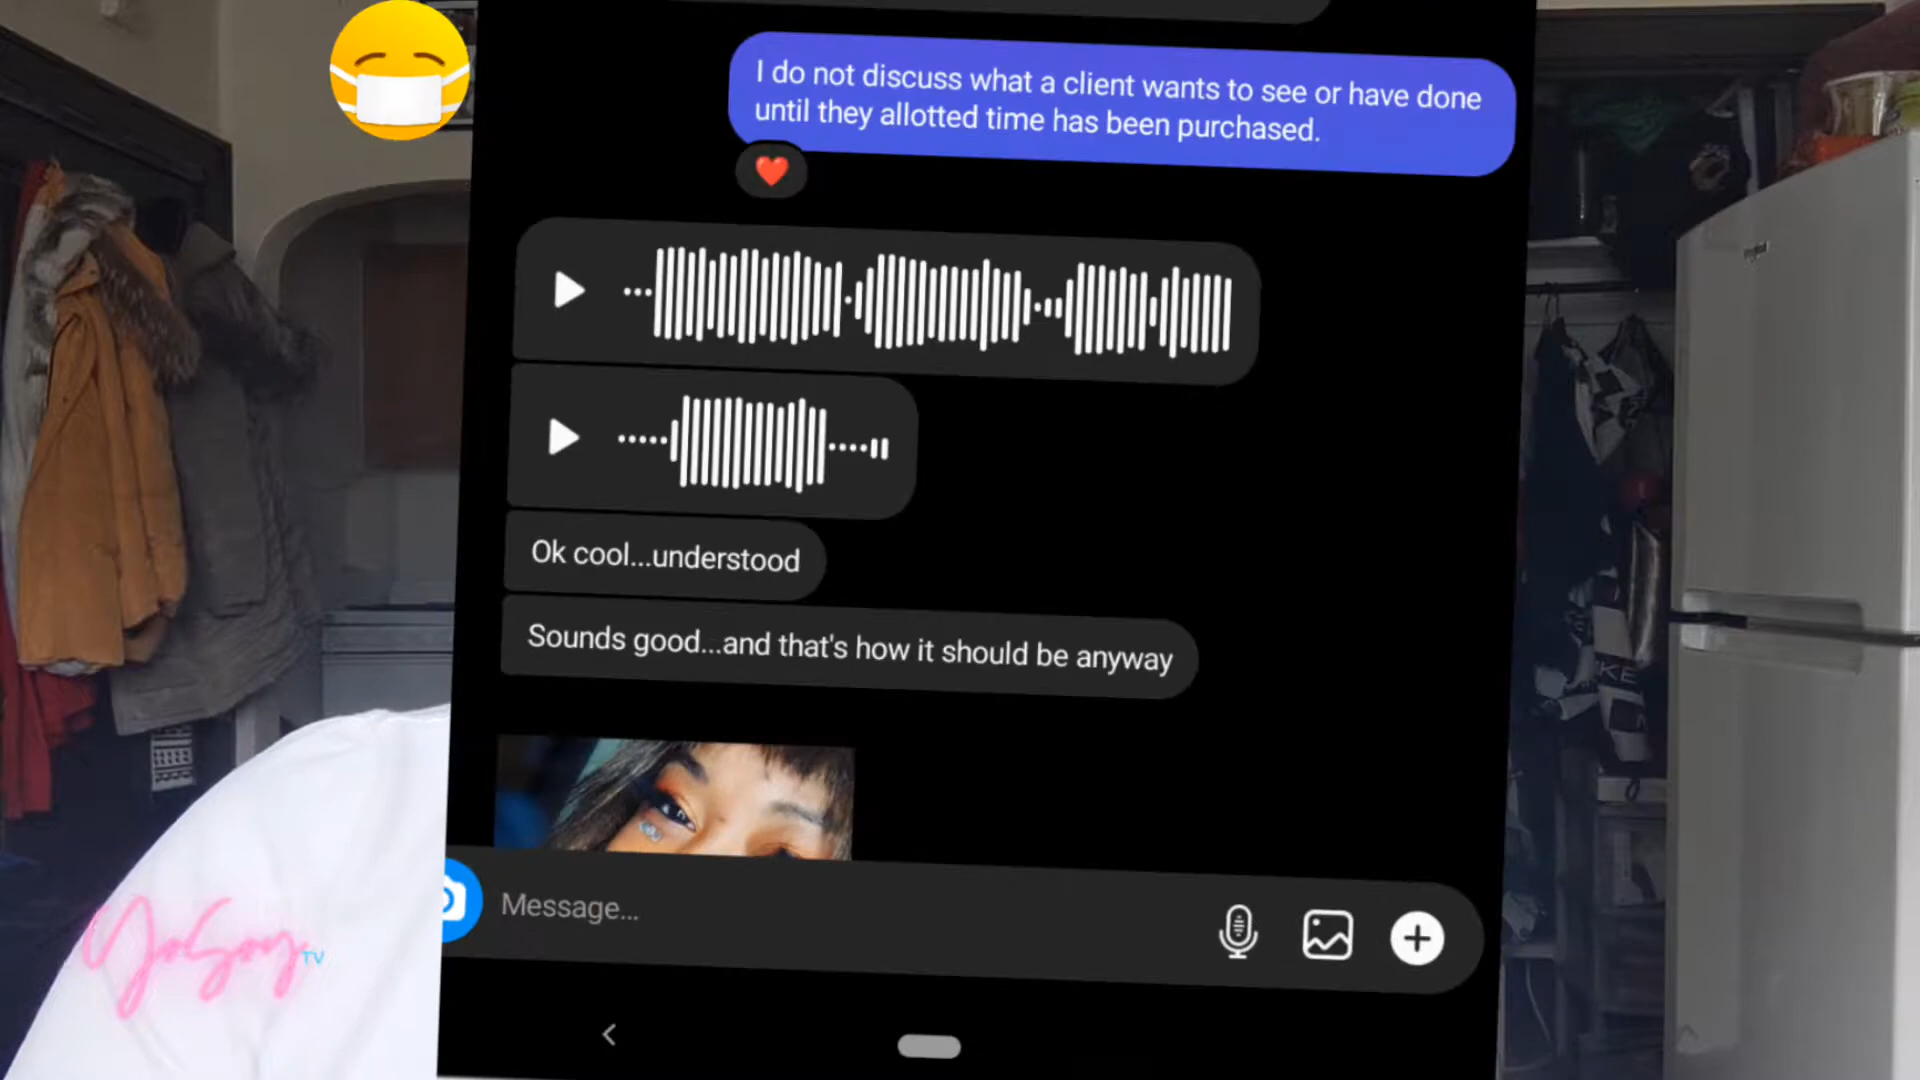 I do not discuss what a client wants to see or have done
until they allotted time has been purchased.
Ok cool...understood
Sounds good...and that's how it should be anyway
Message...
YoSoy TV